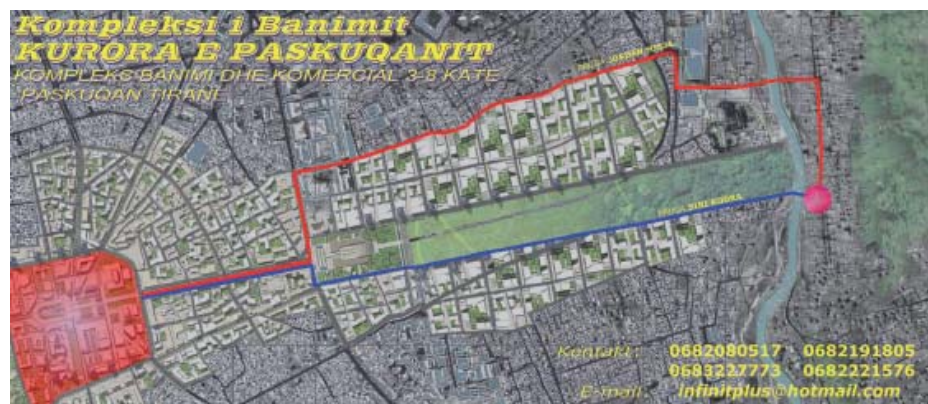 Kompleksi i Banimit
KURORA E PASKUQANIT
KOMPLEKS BANIMI DHE KOMERCIAL 3-8 KATE
PASKUQAN TIRANE
Kontakt: 0682080517 0682191805
0683227773 0682221576
E-mail: infinitplus@hotmail.com